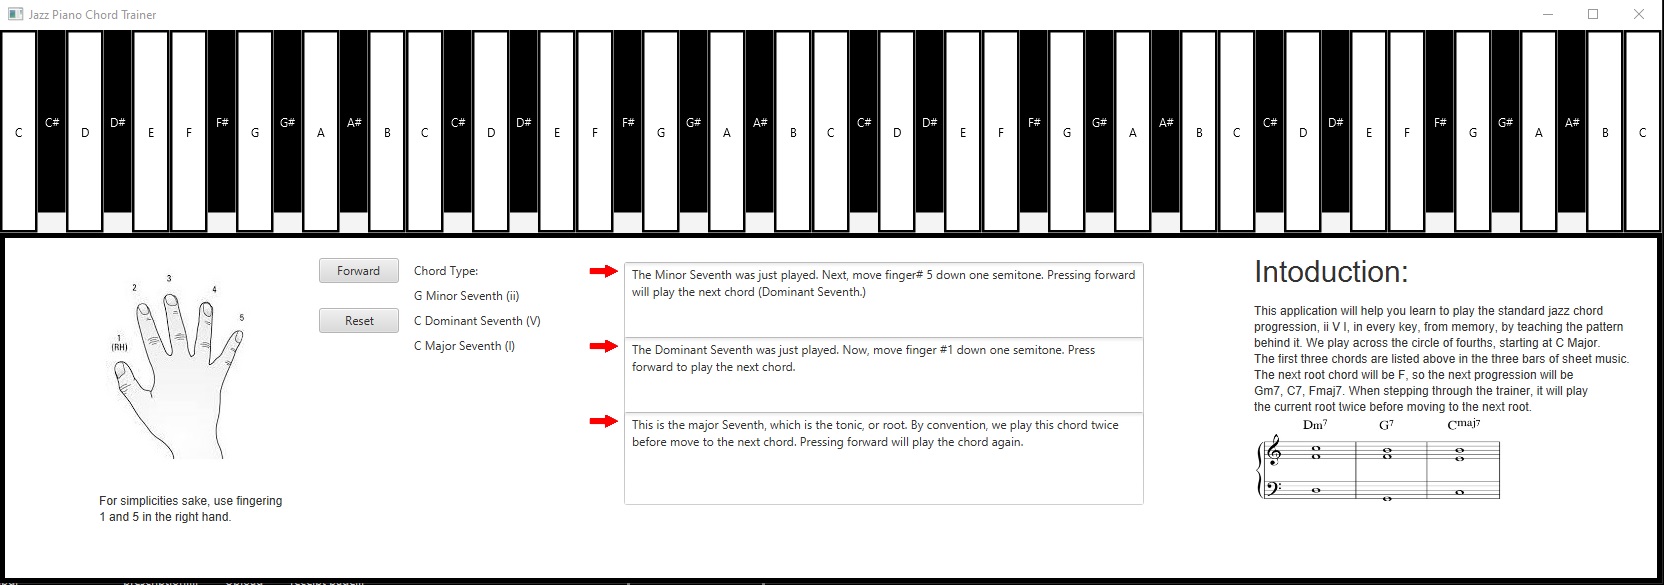 Jazz Piano Chord Trainer
C C# D D# E F F# G G# A A# B C C# D D# E F F# G G# A A# B C C# D D# E F F# G G# A A# B C C# D D# E F F# G G# A A# B C
3
2
4
5
1
(RH)
For simplicities sake, use fingering
1 and 5 in the right hand.
Forward
Reset
Chord Type:
G Minor Seventh (ii)
C Dominant Seventh (V)
C Major Seventh (I)
The Minor Seventh was just played. Next, move finger# 5 down one semitone. Pressing forward
will play the next chord (Dominant Seventh.)
The Dominant Seventh was just played. Now, move finger #1 down one semitone. Press
forward to play the next chord.
This is the major Seventh, which is the tonic, or root. By convention, we play this chord twice
before move to the next chord. Pressing forward will play the chord again.
Intoduction:
This application will help you learn to play the standard jazz chord
progression, ii V I, in every key, from memory, by teaching the pattern
behind it. We play across the circle of fourths, starting at C Major.
The first three chords are listed above in the three bars of sheet music.
The next root chord will be F, so the next progression will be
Gm7, C7, Fmaj7. When stepping through the trainer, it will play
the current root twice before moving to the next root.
Dm7 G7 Cmaj7